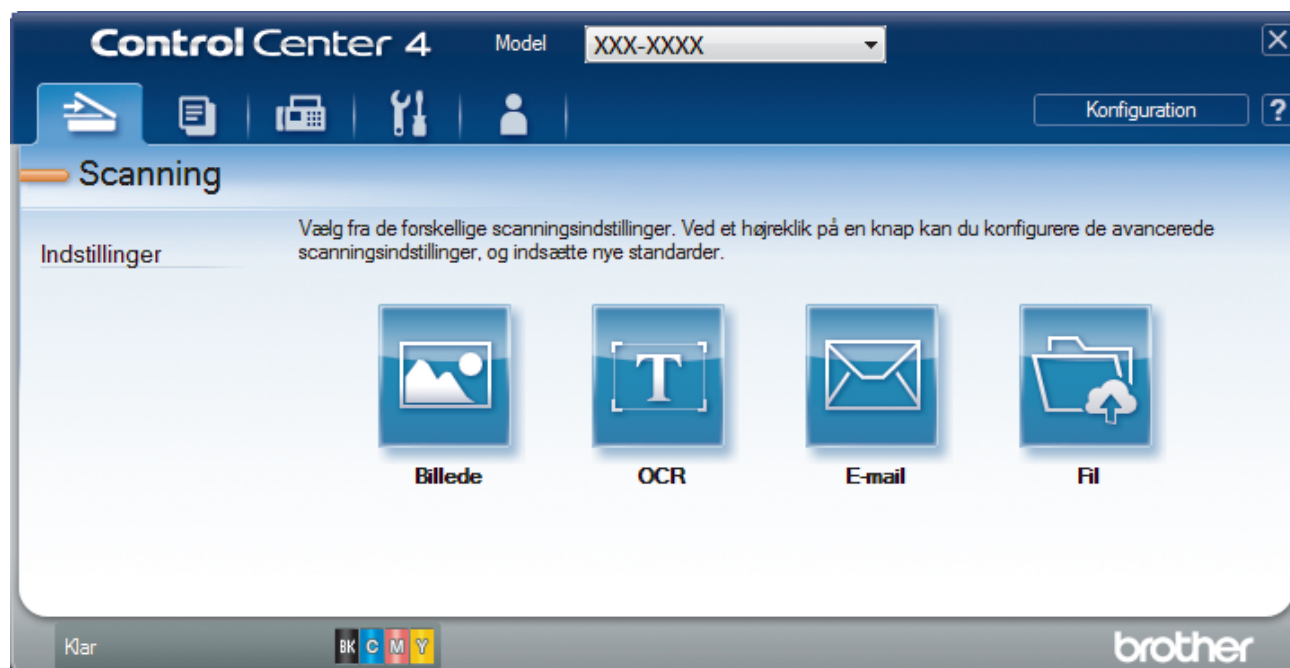 ControlCenter 4 Model XXX-XXXX
Konfiguration ?
Scanning
Indstillinger
Vælg fra de forskellige scanningsindstillinger. Ved et højreklik på en knap kan du konfigurere de avancerede
scanningsindstillinger, og indsætte nye standarder.
T
Billede OCR E-mail Fil
Klar BK C M Y brother